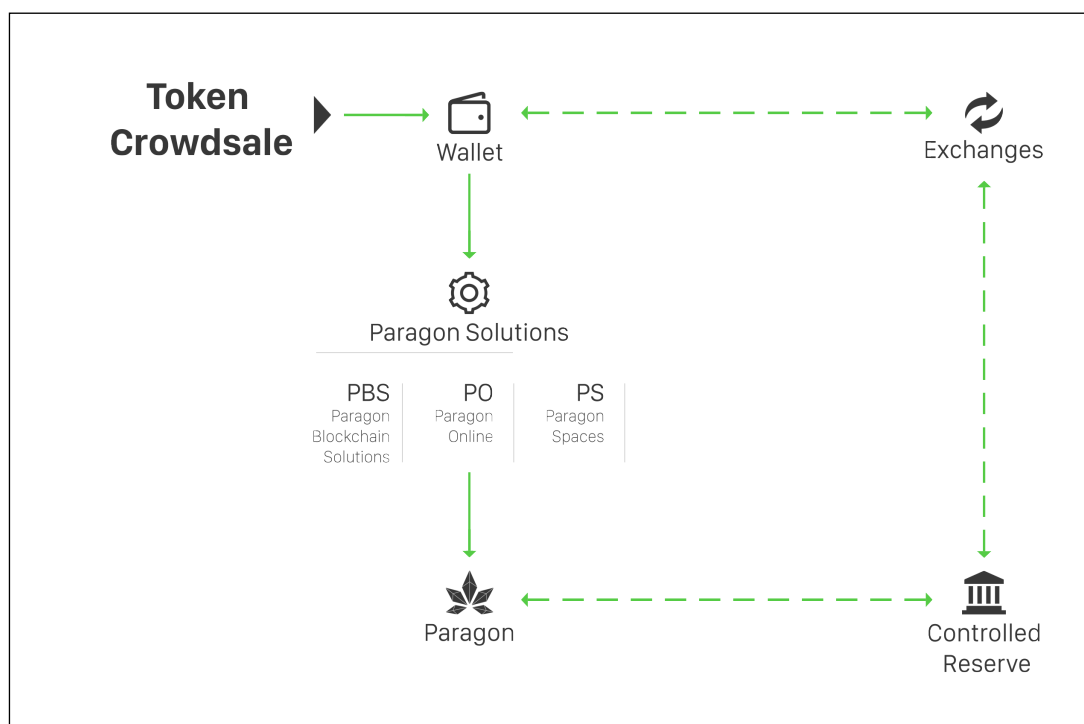 Token
Crowdsale
Wallet
Exchanges
Paragon Solutions
PBS
Paragon
Blockchain
Solutions
PO
Paragon
Online
PS
Paragon
Spaces
Paragon
Controlled
Reserve